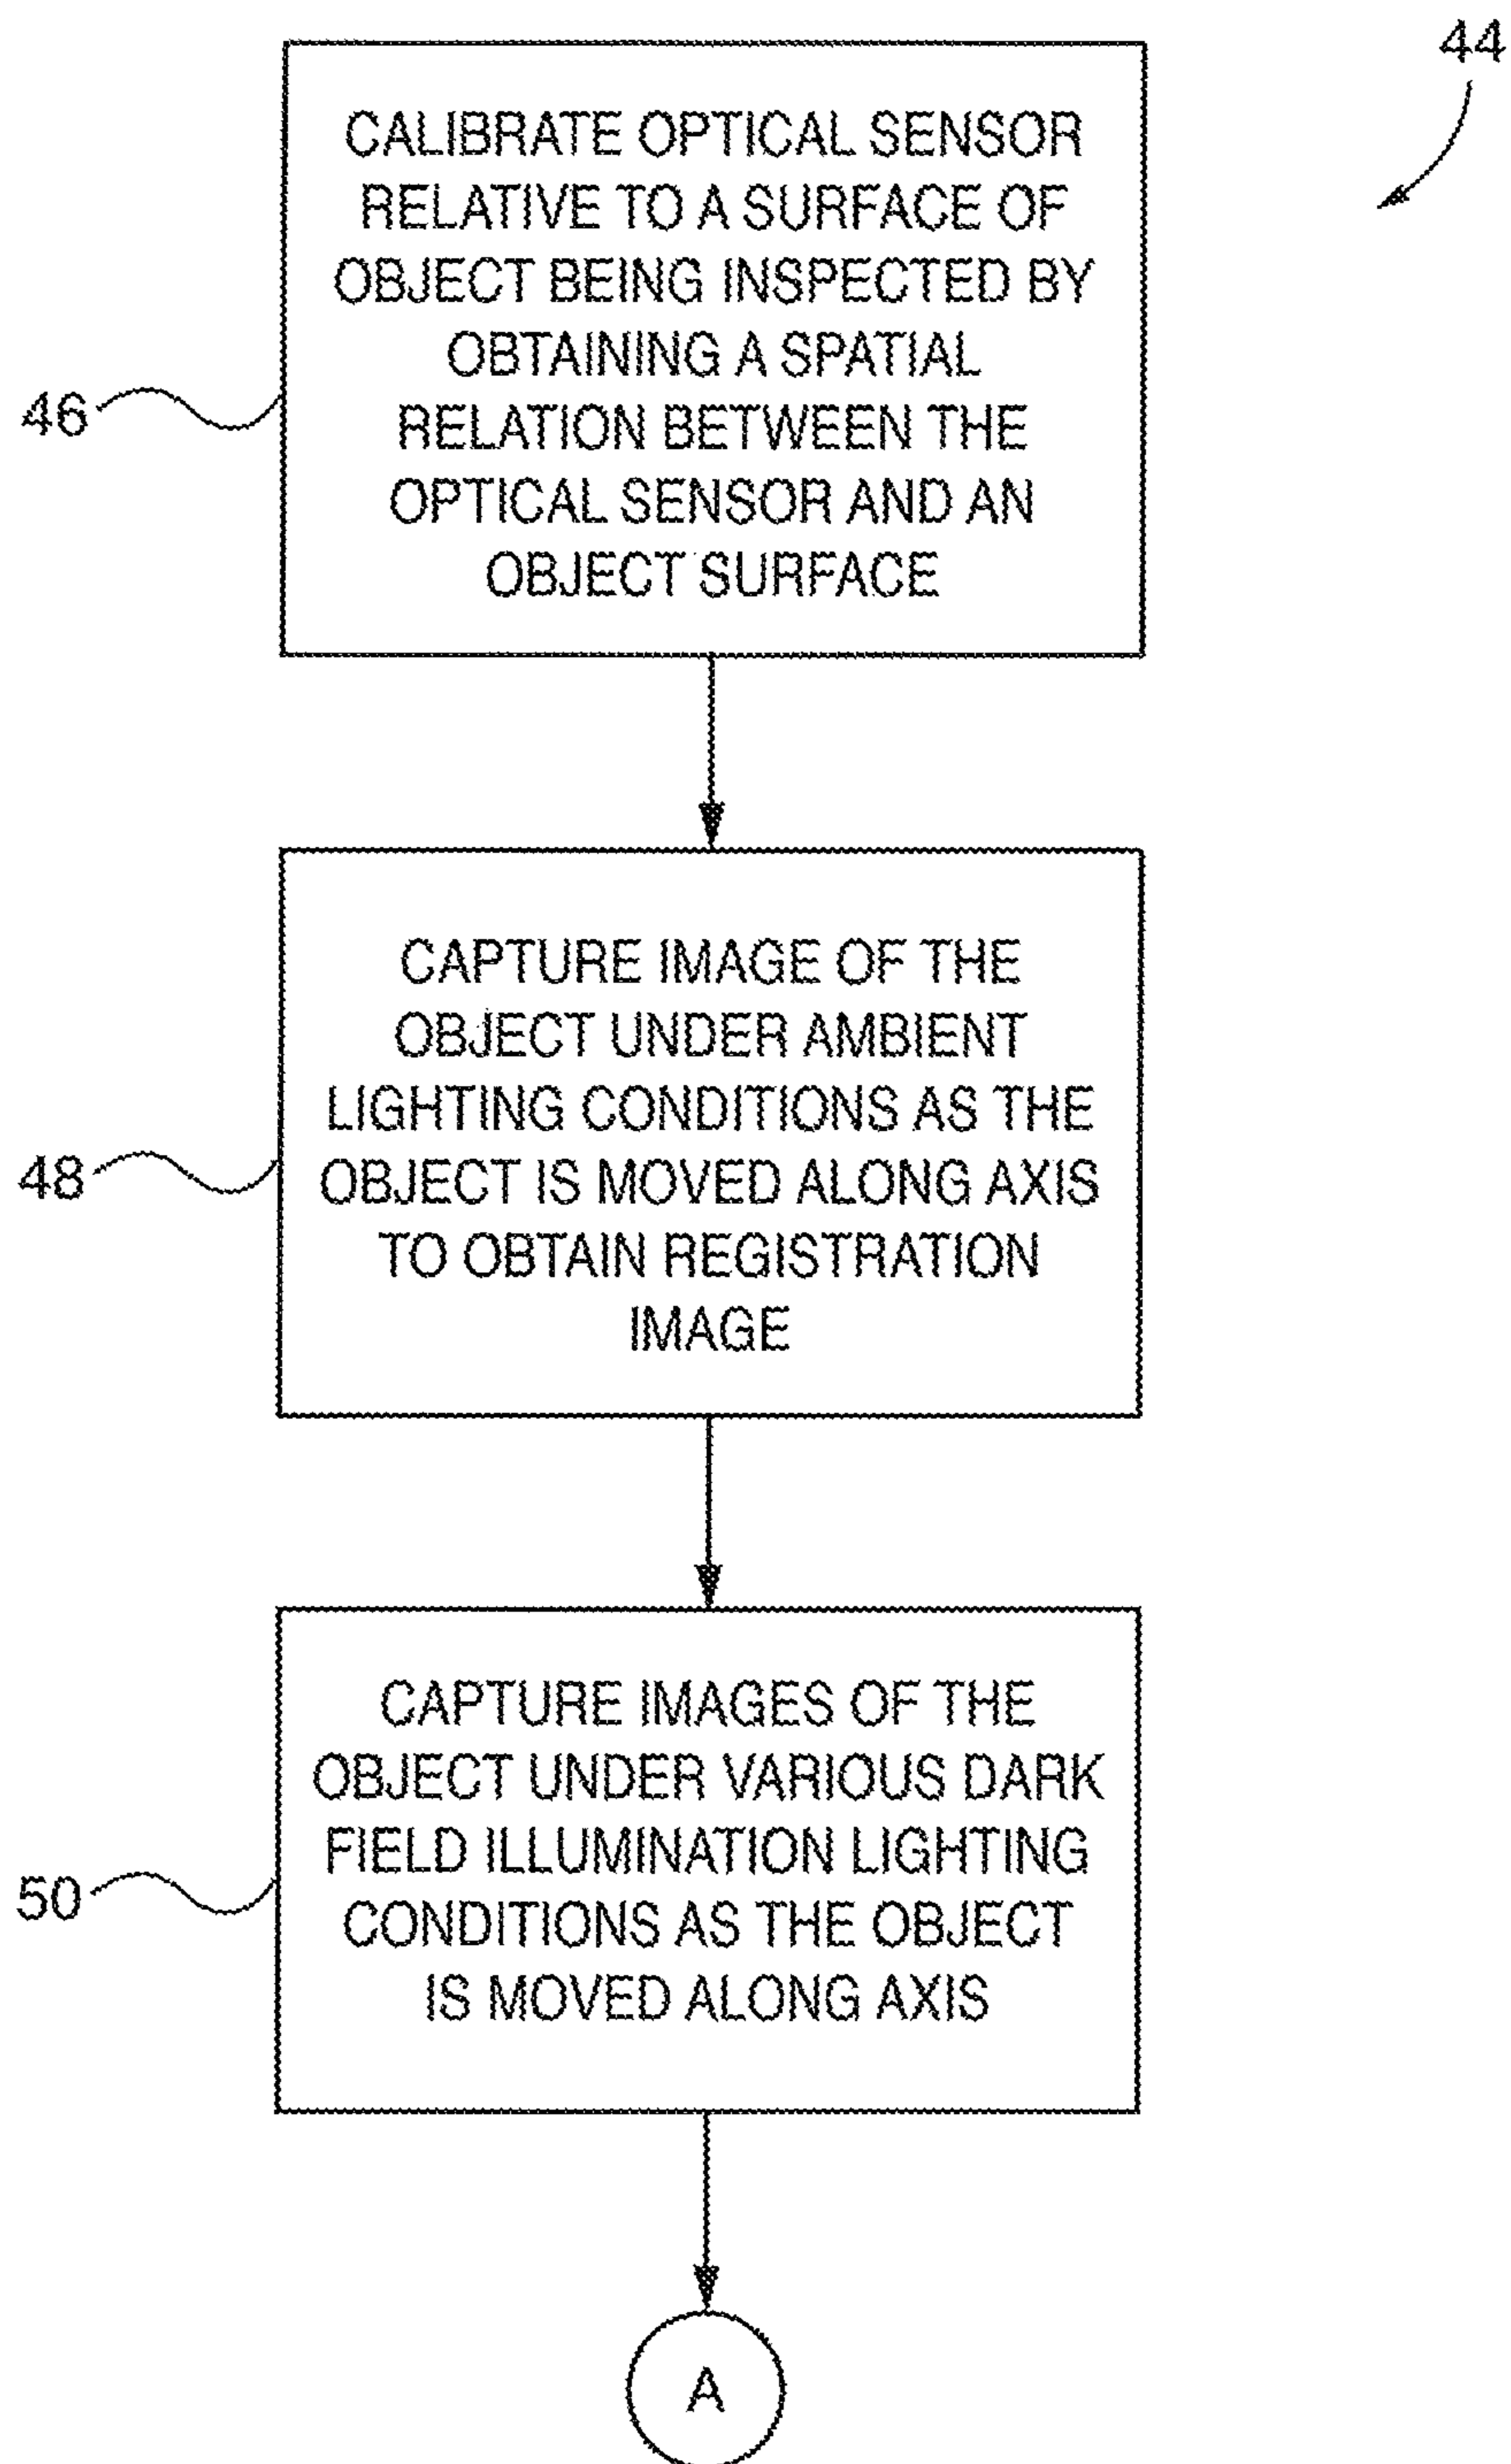 44
CALIBRATE OPTICAL SENSOR
RELATIVE TO A SURFACE OF
OBJECT BEING INSPECTED BY
OBTAINING A SPATIAL
RELATION BETWEEN THE
OPTICAL SENSOR AND AN
OBJECT SURFACE
46
CAPTURE IMAGE OF THE
OBJECT UNDER AMBIENT
LIGHTING CONDITIONS AS THE
OBJECT IS MOVED ALONG AXIS
TO OBTAIN REGISTRATION
IMAGE
48
CAPTURE IMAGES OF THE
OBJECT UNDER VARIOUS DARK
FIELD ILLUMINATION LIGHTING
CONDITIONS AS THE OBJECT
IS MOVED ALONG AXIS
50
A